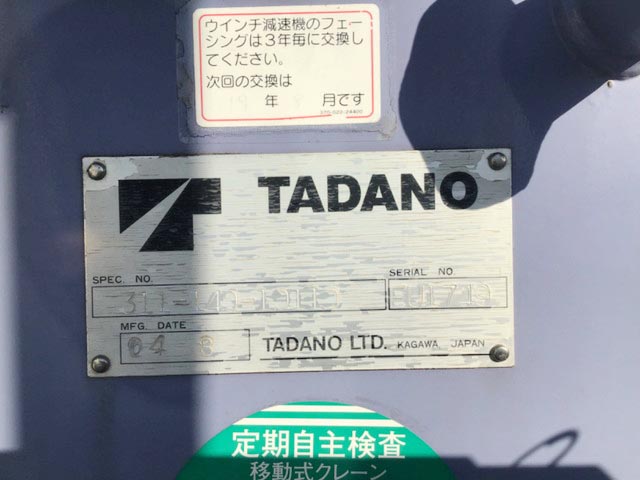 ウインチ減速機のフェー
シングは3年毎に交換し
てください。
次回の交換は
年 月です
TADANO
SPEC. NO.
SERIAL NO.
MFG. DATE
04 8
TADANO LTD. KAGAWA, JAPAN
定期自主検査
移動式クレーン